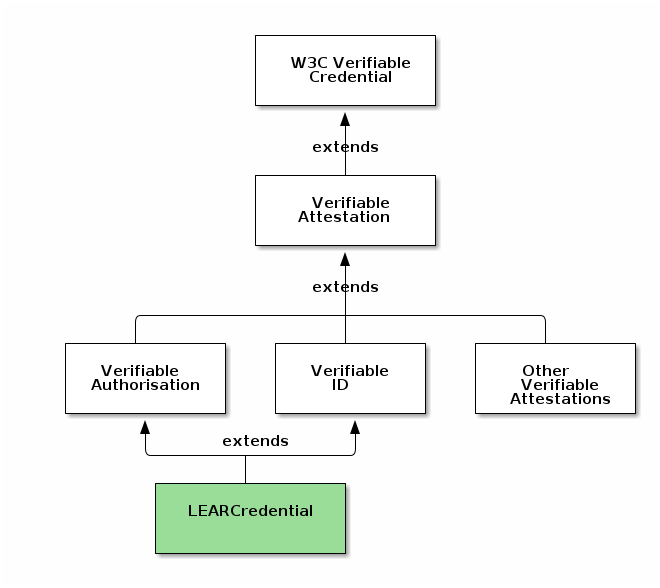 W3C Verifiable
Credential
extends
Verifiable
Attestation
extends
Verifiable
Authorisation
Verifiable
ID
Other
Verifiable
Attestations
extends
LEARCredential